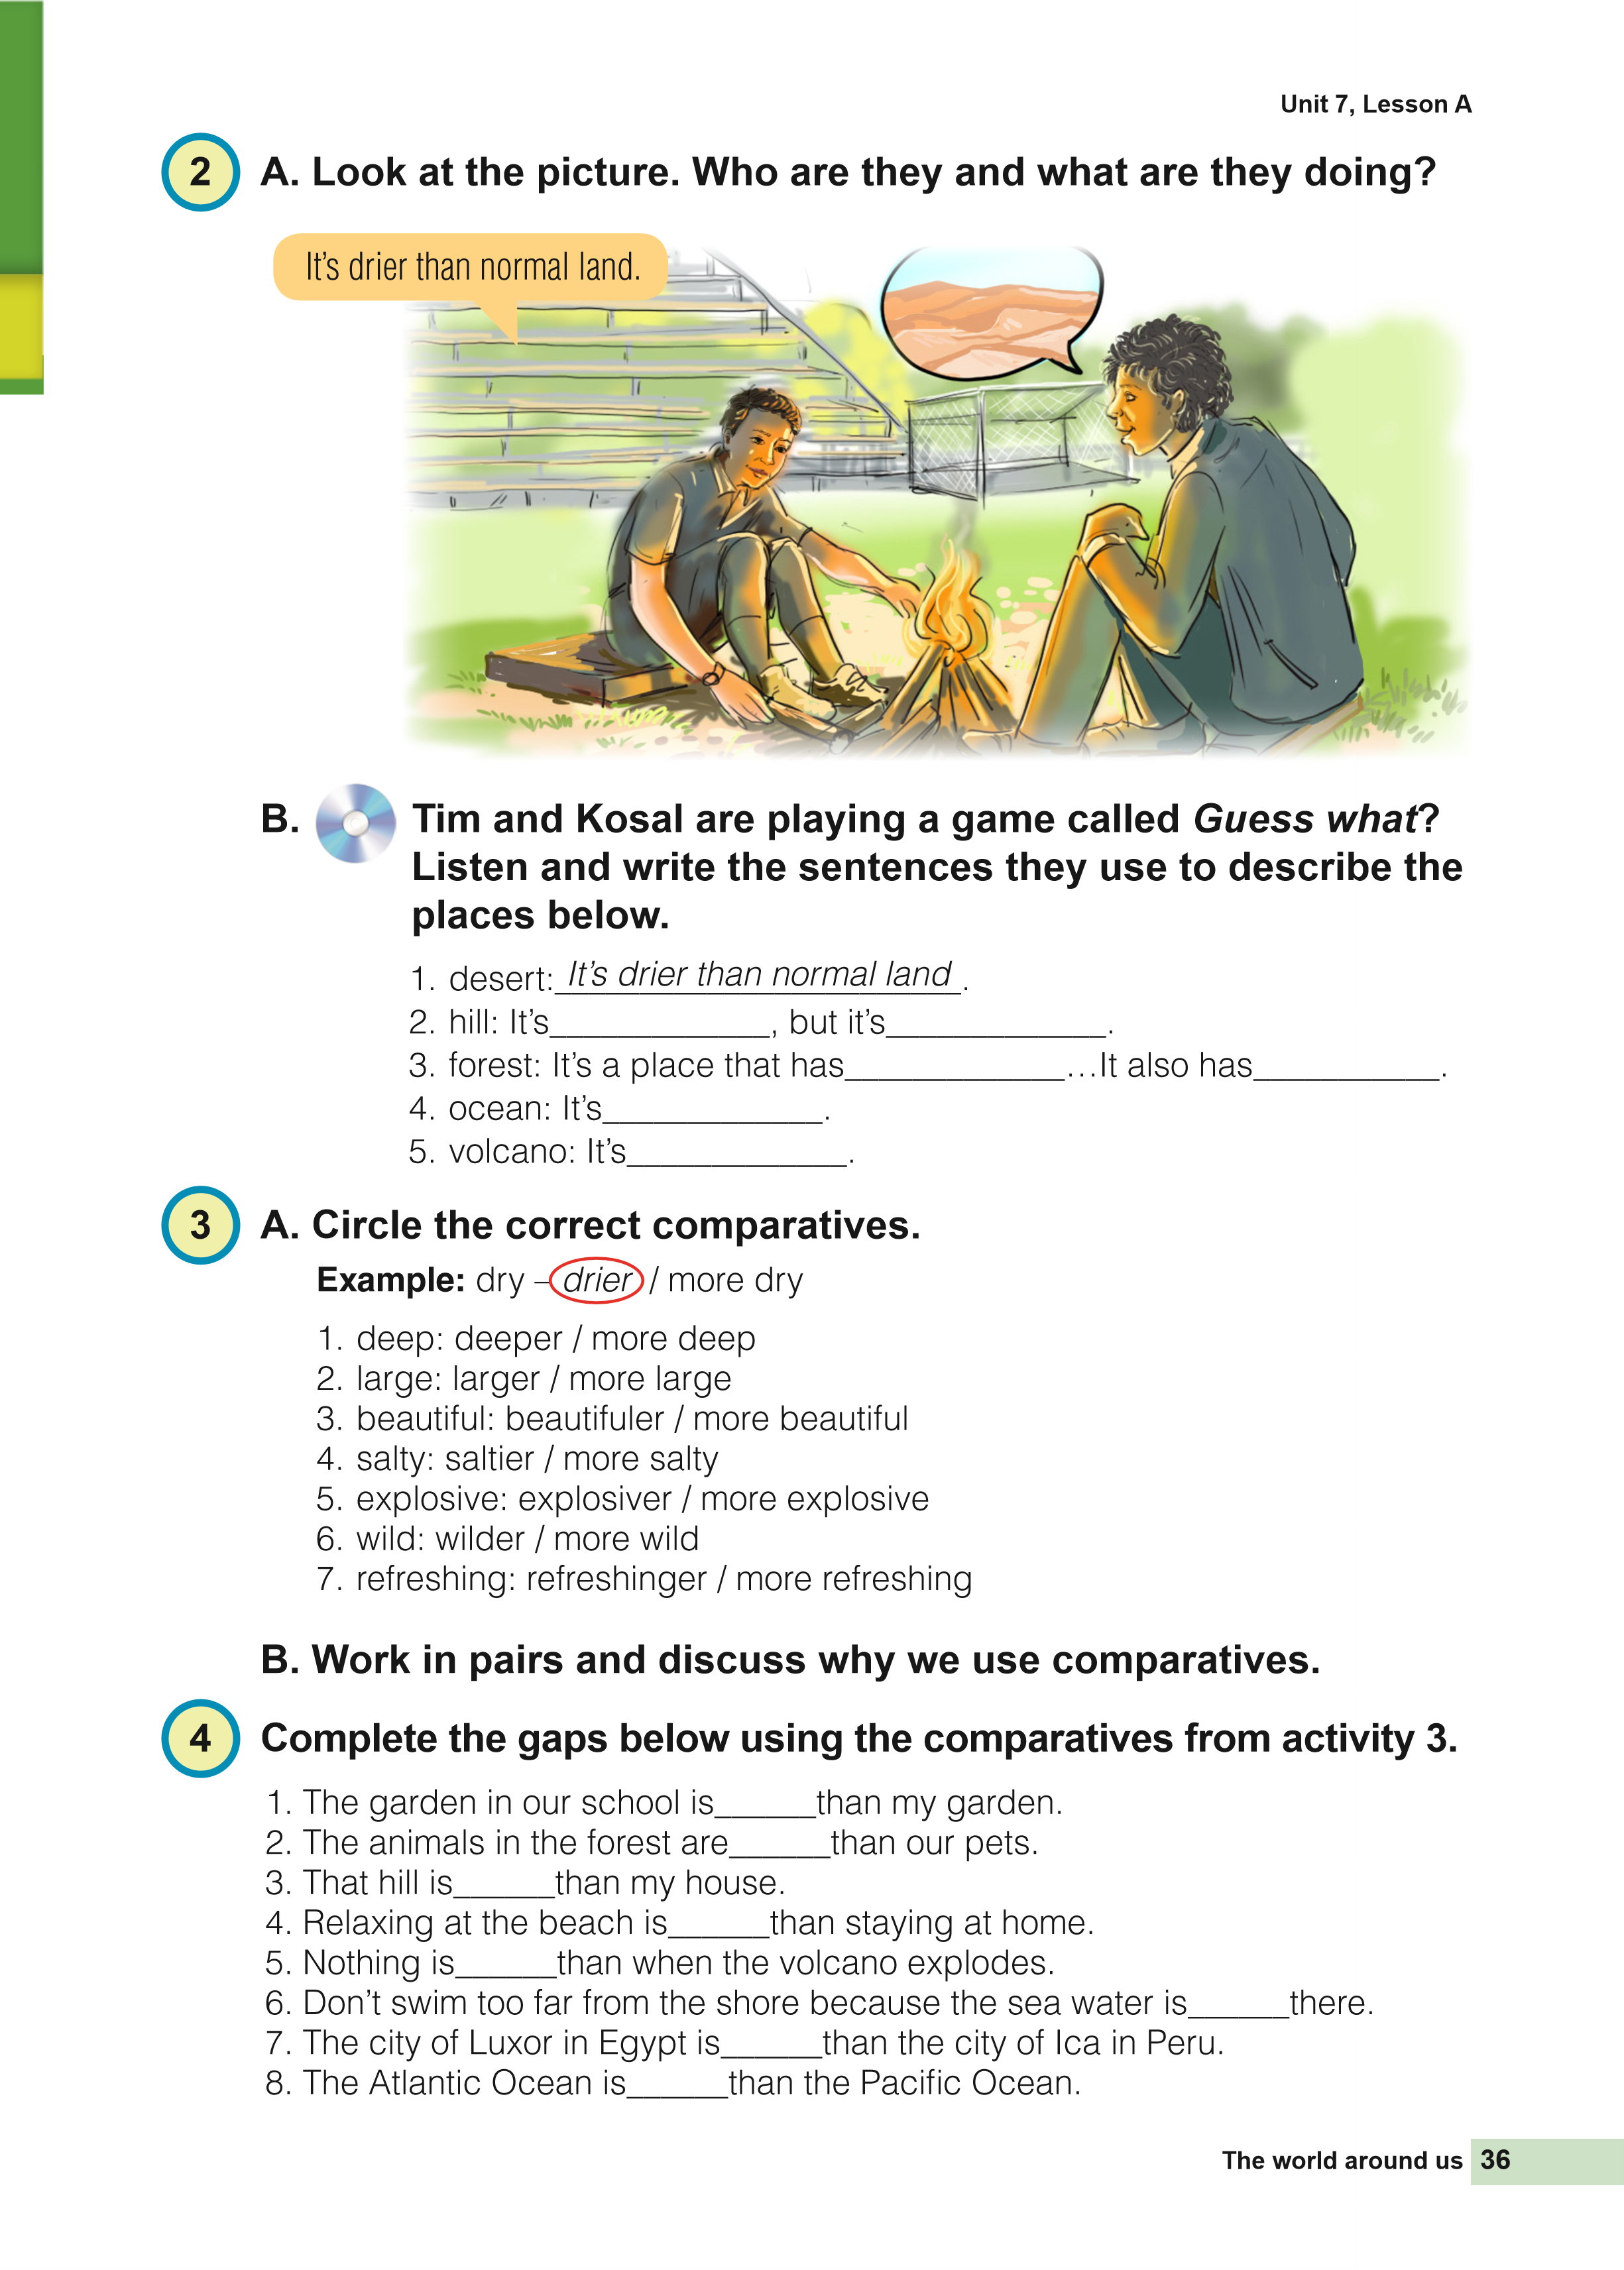 Unit 7, Lesson A
2 A. Look at the picture. Who are they and what are they doing?
It's drier than normal land.
B. Tim and Kosal are playing a game called Guess what?
Listen and write the sentences they use to describe the
places below.
1. desert: It's drier than normal land.
2. hill: It's_____________, but it's_____________.
3. forest: It's a place that has_____________…It also has___________.
4. ocean: It's_____________.
5. volcano: It's_____________.
3 A. Circle the correct comparatives.
Example: dry – drier / more dry
1. deep: deeper / more deep
2. large: larger / more large
3. beautiful: beautifuler / more beautiful
4. salty: saltier / more salty
5. explosive: explosiver / more explosive
6. wild: wilder / more wild
7. refreshing: refreshinger / more refreshing
B. Work in pairs and discuss why we use comparatives.
4 Complete the gaps below using the comparatives from activity 3.
1. The garden in our school is______than my garden.
2. The animals in the forest are______than our pets.
3. That hill is______than my house.
4. Relaxing at the beach is______than staying at home.
5. Nothing is______than when the volcano explodes.
6. Don't swim too far from the shore because the sea water is______there.
7. The city of Luxor in Egypt is______than the city of Ica in Peru.
8. The Atlantic Ocean is______than the Pacific Ocean.
The world around us 36